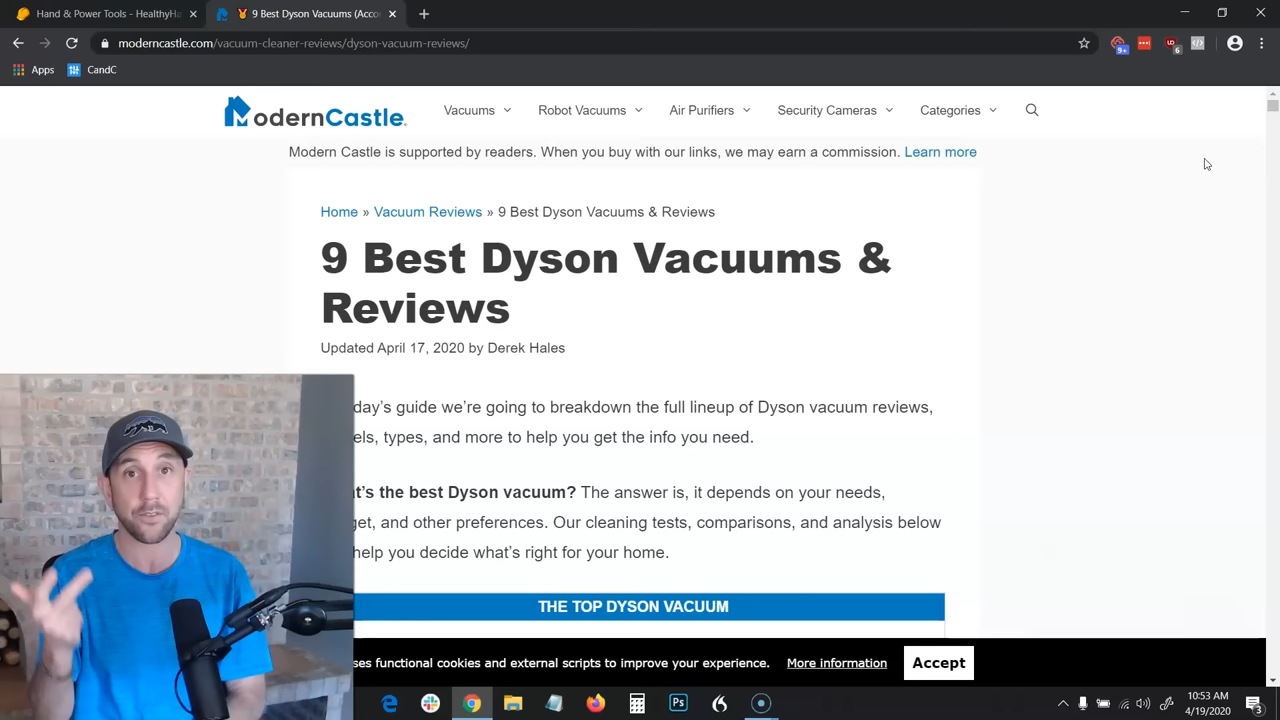 Hand & Power Tools - HealthyHa
9 Best Dyson Vacuums (Acco
moderncastle.com/vacuum-cleaner-reviews/dyson-vacuum-reviews/
9+
6
Apps
CandC
ModernCastle
Vacuums
Robot Vacuums
Air Purifiers
Security Cameras
Categories
Modern Castle is supported by readers. When you buy with our links, we may earn a commission. Learn more
Home » Vacuum Reviews » 9 Best Dyson Vacuums & Reviews
9 Best Dyson Vacuums &
Reviews
Updated April 17, 2020 by Derek Hales
day's guide we're going to breakdown the full lineup of Dyson vacuum reviews,
els, types, and more to help you get the info you need.
t's the best Dyson vacuum? The answer is, it depends on your needs,
get, and other preferences. Our cleaning tests, comparisons, and analysis below
help you decide what's right for your home.
THE TOP DYSON VACUUM
ses functional cookies and external scripts to improve your experience.
More information
Accept
Ps
10:53 AM
4/19/2020
3